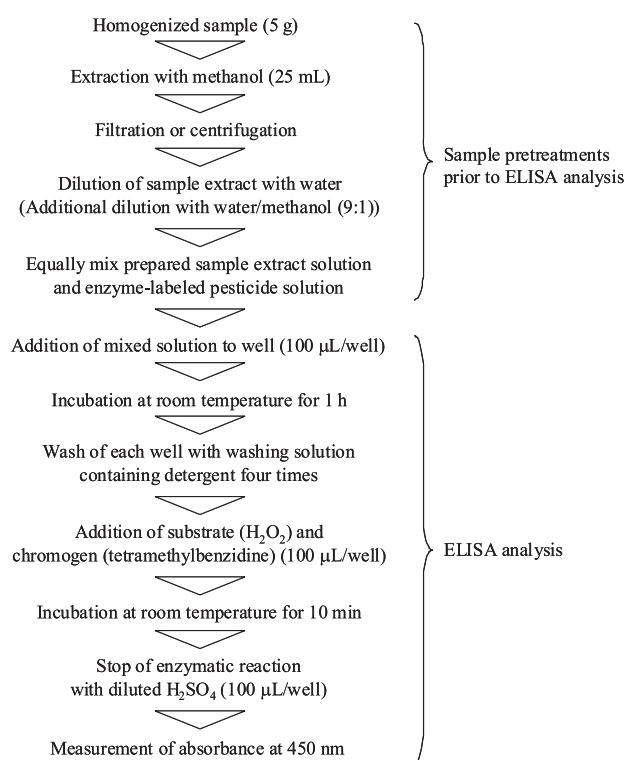 Homogenized sample (5 g)
Extraction with methanol (25 mL)
Filtration or centrifugation
Dilution of sample extract with water
(Additional dilution with water/methanol (9:1))
Equally mix prepared sample extract solution
and enzyme-labeled pesticide solution
Sample pretreatments
prior to ELISA analysis
Addition of mixed solution to well (100 μL/well)
Incubation at room temperature for 1 h
Wash of each well with washing solution
containing detergent four times
Addition of substrate (H₂O₂) and
chromogen (tetramethylbenzidine) (100 μL/well)
Incubation at room temperature for 10 min
Stop of enzymatic reaction
with diluted H₂SO₄ (100 μL/well)
Measurement of absorbance at 450 nm
ELISA analysis